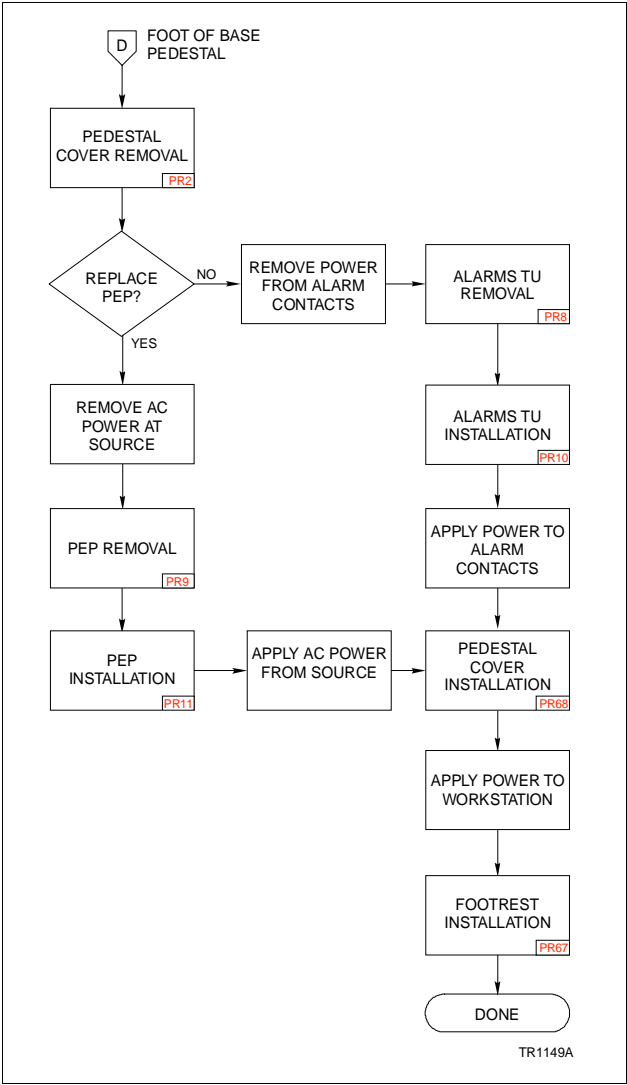 D
FOOT OF BASE
PEDESTAL
PEDESTAL
COVER REMOVAL
PR2
REPLACE
PEP?
NO
YES
REMOVE POWER
FROM ALARM
CONTACTS
ALARMS TU
REMOVAL
PR8
REMOVE AC
POWER AT
SOURCE
ALARMS TU
INSTALLATION
PR10
PEP REMOVAL
PR9
APPLY POWER TO
ALARM
CONTACTS
PEP
INSTALLATION
PR11
APPLY AC POWER
FROM SOURCE
PEDESTAL
COVER
INSTALLATION
PR68
APPLY POWER TO
WORKSTATION
FOOTREST
INSTALLATION
PR67
DONE
TR1149A